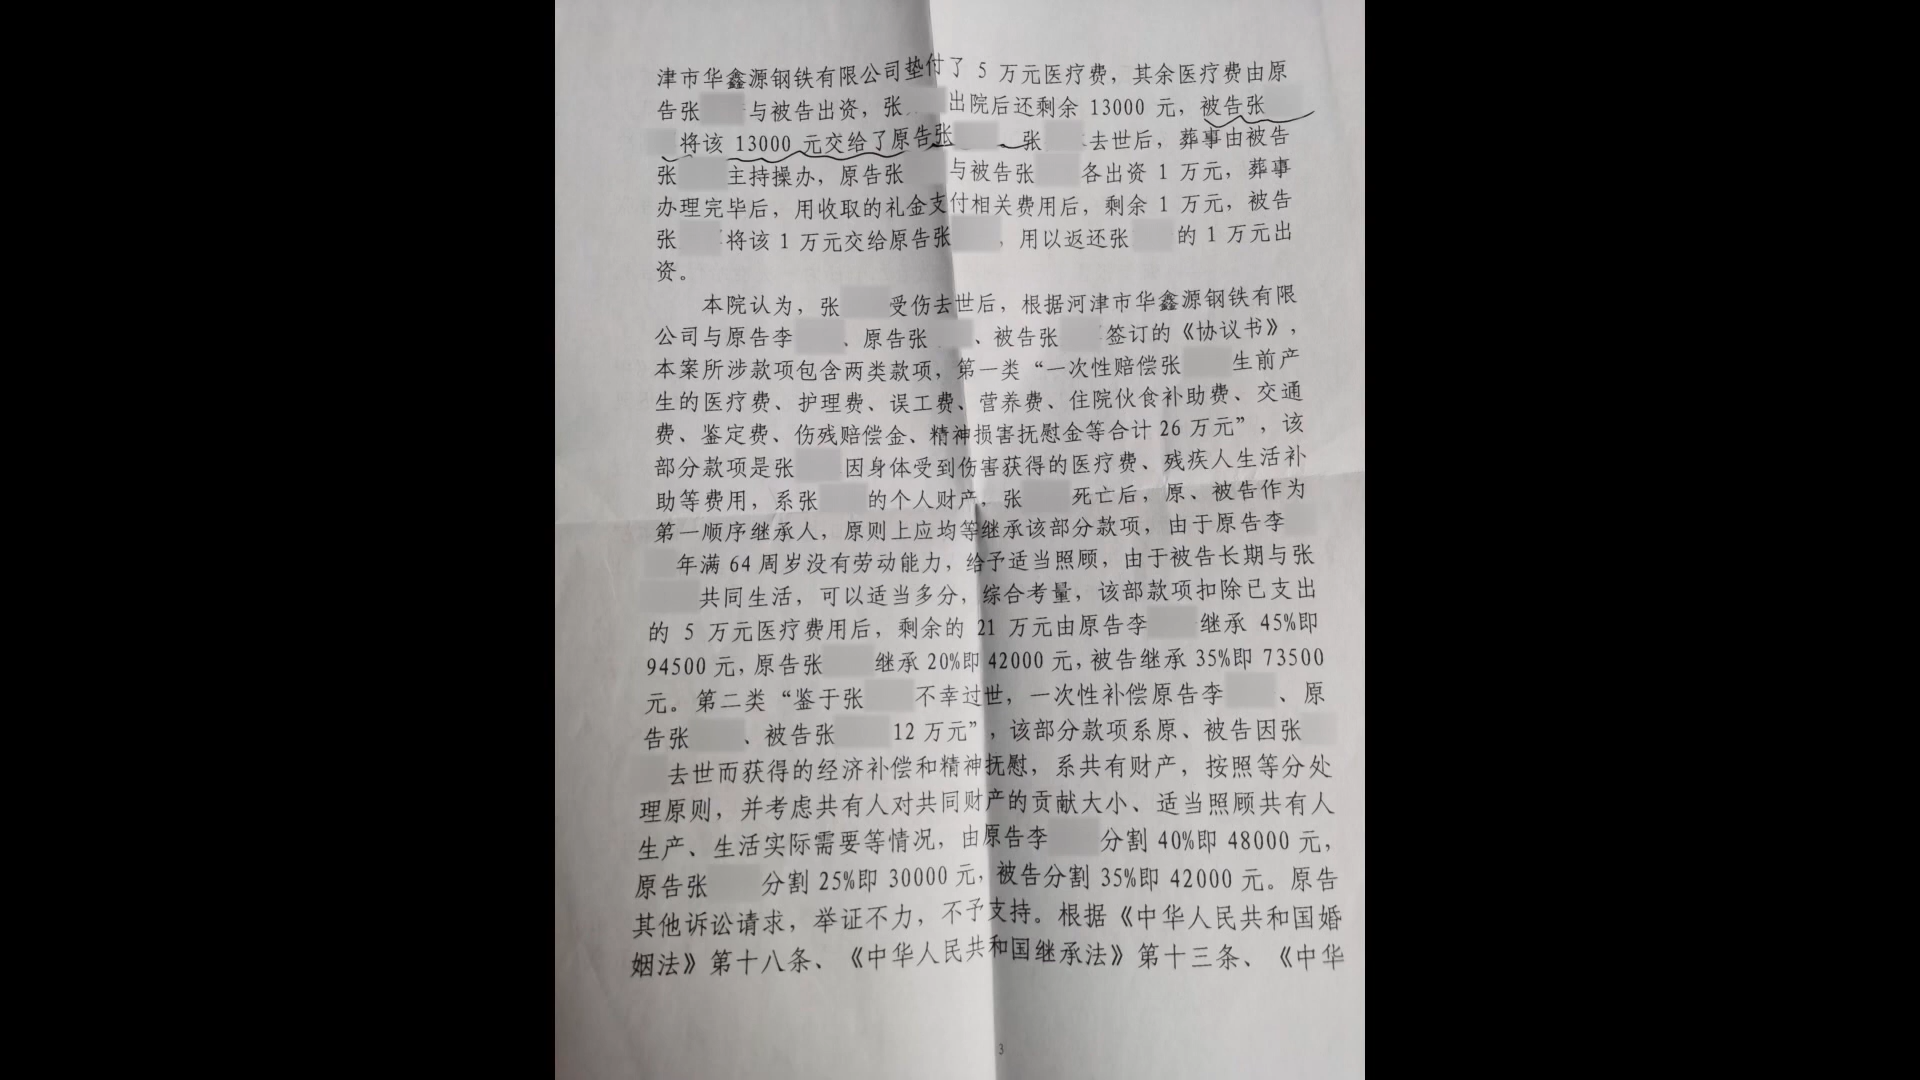 津市华鑫源钢铁有限公司垫付了 5 万元医疗费，其余医疗费由原
告张 与被告出资，张 出院后还剩余 13000 元，被告张
将该 13000 元交给了原告张 张 去世后，葬事由被告
张 主持操办，原告张 与被告张 各出资 1 万元，葬事
办理完毕后，用收取的礼金支付相关费用后，剩余 1 万元，被告
张 将该 1 万元交给原告张 ，用以返还张 的 1 万元出
资。
本院认为，张 受伤去世后，根据河津市华鑫源钢铁有限
公司与原告李 、原告张 、被告张 签订的《协议书》，
本案所涉款项包含两类款项，第一类“一次性赔偿张 生前产
生的医疗费、护理费、误工费、营养费、住院伙食补助费、交通
费、鉴定费、伤残赔偿金、精神损害抚慰金等合计 26 万元”，该
部分款项是张 因身体受到伤害获得的医疗费、残疾人生活补
助等费用，系张 的个人财产，张 死亡后，原、被告作为
第一顺序继承人，原则上应均等继承该部分款项，由于原告李
年满 64 周岁没有劳动能力，给予适当照顾，由于被告长期与张
共同生活，可以适当多分，综合考量，该部款项扣除已支出
的 5 万元医疗费用后，剩余的 21 万元由原告李 继承 45%即
94500 元，原告张 继承 20%即 42000 元，被告继承 35%即 73500
元。第二类“鉴于张 不幸过世，一次性补偿原告李 、原
告张 、被告张 12 万元”，该部分款项系原、被告因张
去世而获得的经济补偿和精神抚慰，系共有财产，按照等分处
理原则，并考虑共有人对共同财产的贡献大小、适当照顾共有人
生产、生活实际需要等情况，由原告李 分割 40%即 48000 元，
原告张 分割 25%即 30000 元，被告分割 35%即 42000 元。原告
其他诉讼请求，举证不力，不予支持。根据《中华人民共和国婚
姻法》第十八条、《中华人民共和国继承法》第十三条、《中华
3